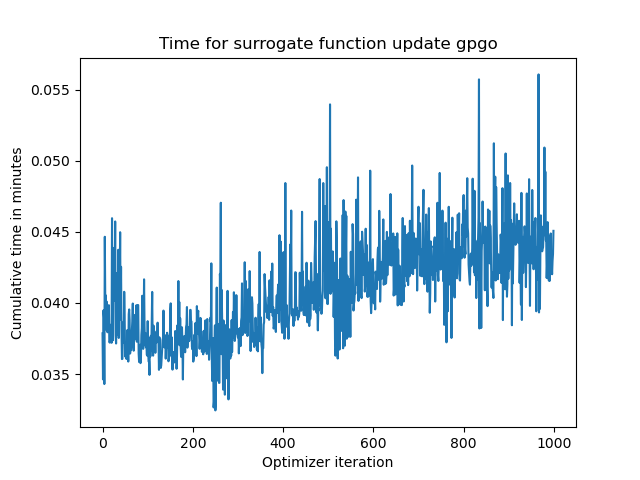 Time for surrogate function update gpgo
Cumulative time in minutes
0.055
0.050
0.045
0.040
0.035
0 200 400 600 800 1000
Optimizer iteration